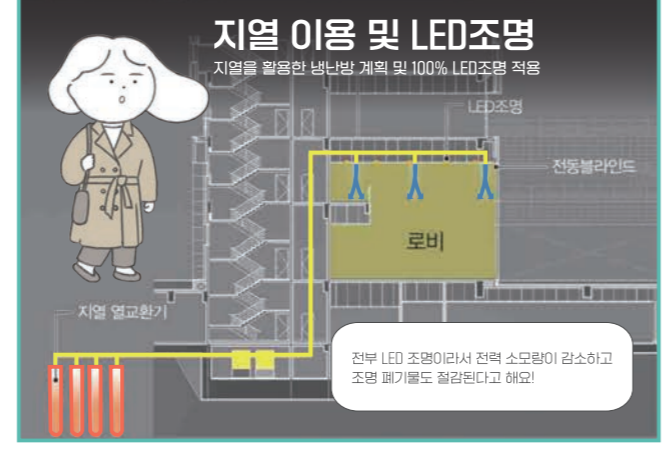 지열 이용 및 LED조명
지열을 활용한 냉난방 계획 및 100% LED조명 적용
LED조명
전동블라인드
로비
지열 열교환기
전부 LED 조명이라서 전력 소모량이 감소하고
조명 폐기물도 절감된다고 해요!